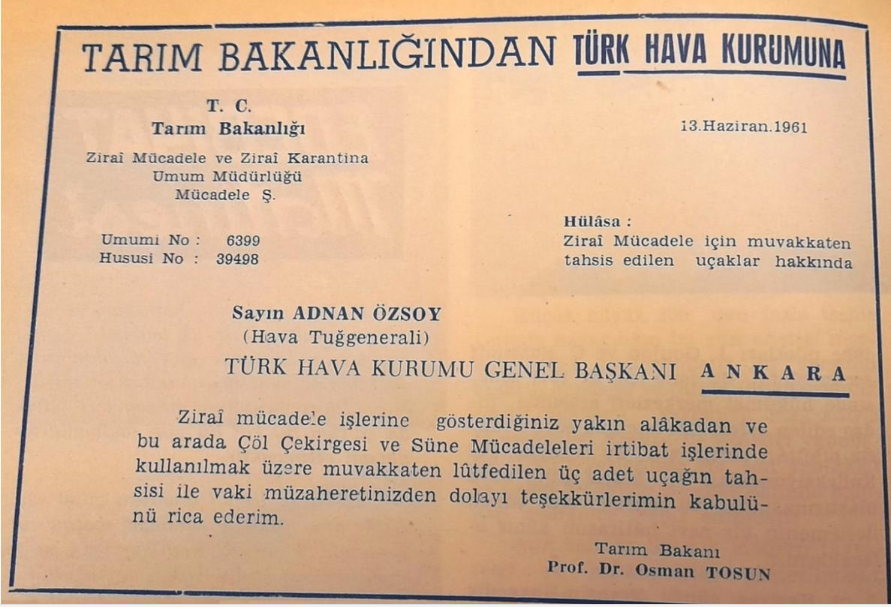 TARIM BAKANLIĞINDAN TÜRK HAVA KURUMUNA
T. C.
Tarım Bakanlığı
Ziraî Mücadele ve Ziraî Karantina
Umum Müdürlüğü
Mücadele Ş.
13.Haziran.1961
Umumi No : 6399
Hususi No : 39498
Hülâsa :
Ziraî Mücadele için muvakkaten
tahsis edilen uçaklar hakkında
Sayın ADNAN ÖZSOY
(Hava Tuğgenerali)
TÜRK HAVA KURUMU GENEL BAŞKANI ANKARA
Ziraî mücadele işlerine gösterdiğiniz yakın alâkadan ve
bu arada Çöl Çekirgesi ve Süne Mücadeleleri irtibat işlerinde
kullanılmak üzere muvakkaten lûtfedilen üç adet uçağın tah-
sisi ile vaki müzaheretinizden dolayı teşekkürlerimin kabulü-
nü rica ederim.
Tarım Bakanı
Prof. Dr. Osman TOSUN